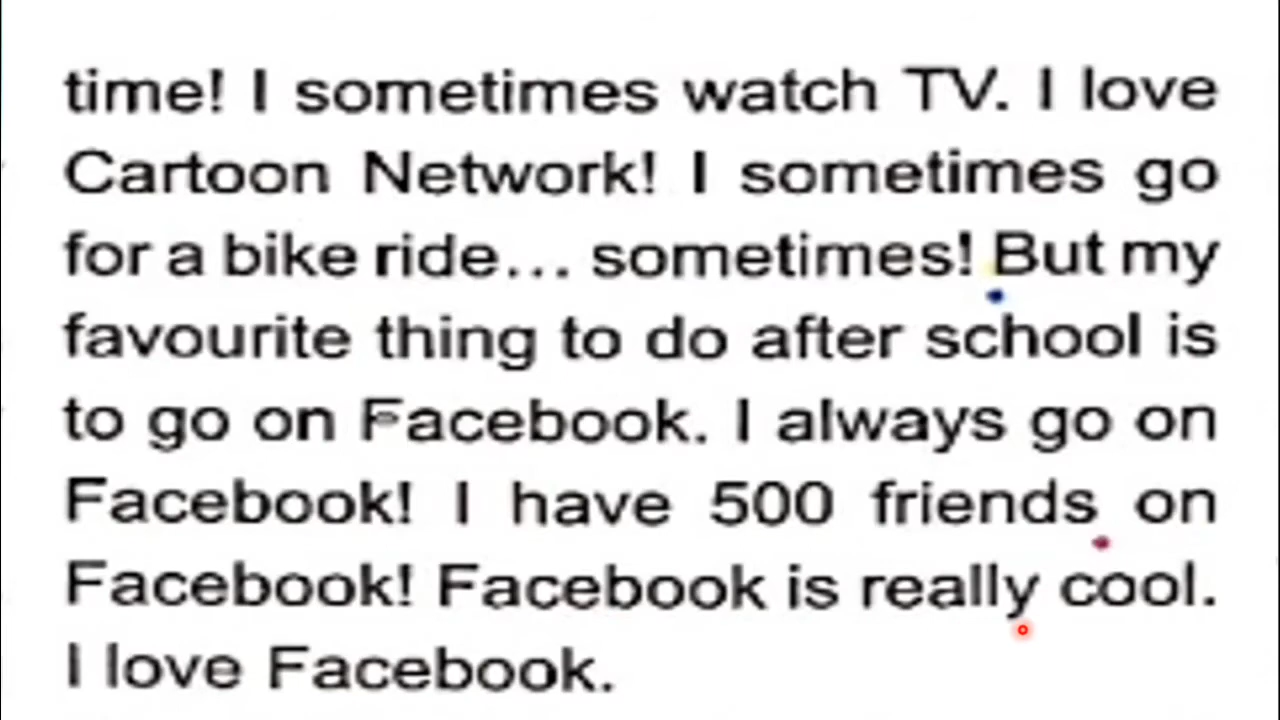 time! I sometimes watch TV. I love
Cartoon Network! I sometimes go
for a bike ride... sometimes! But my
favourite thing to do after school is
to go on Facebook. I always go on
Facebook! I have 500 friends on
Facebook! Facebook is really cool.
I love Facebook.